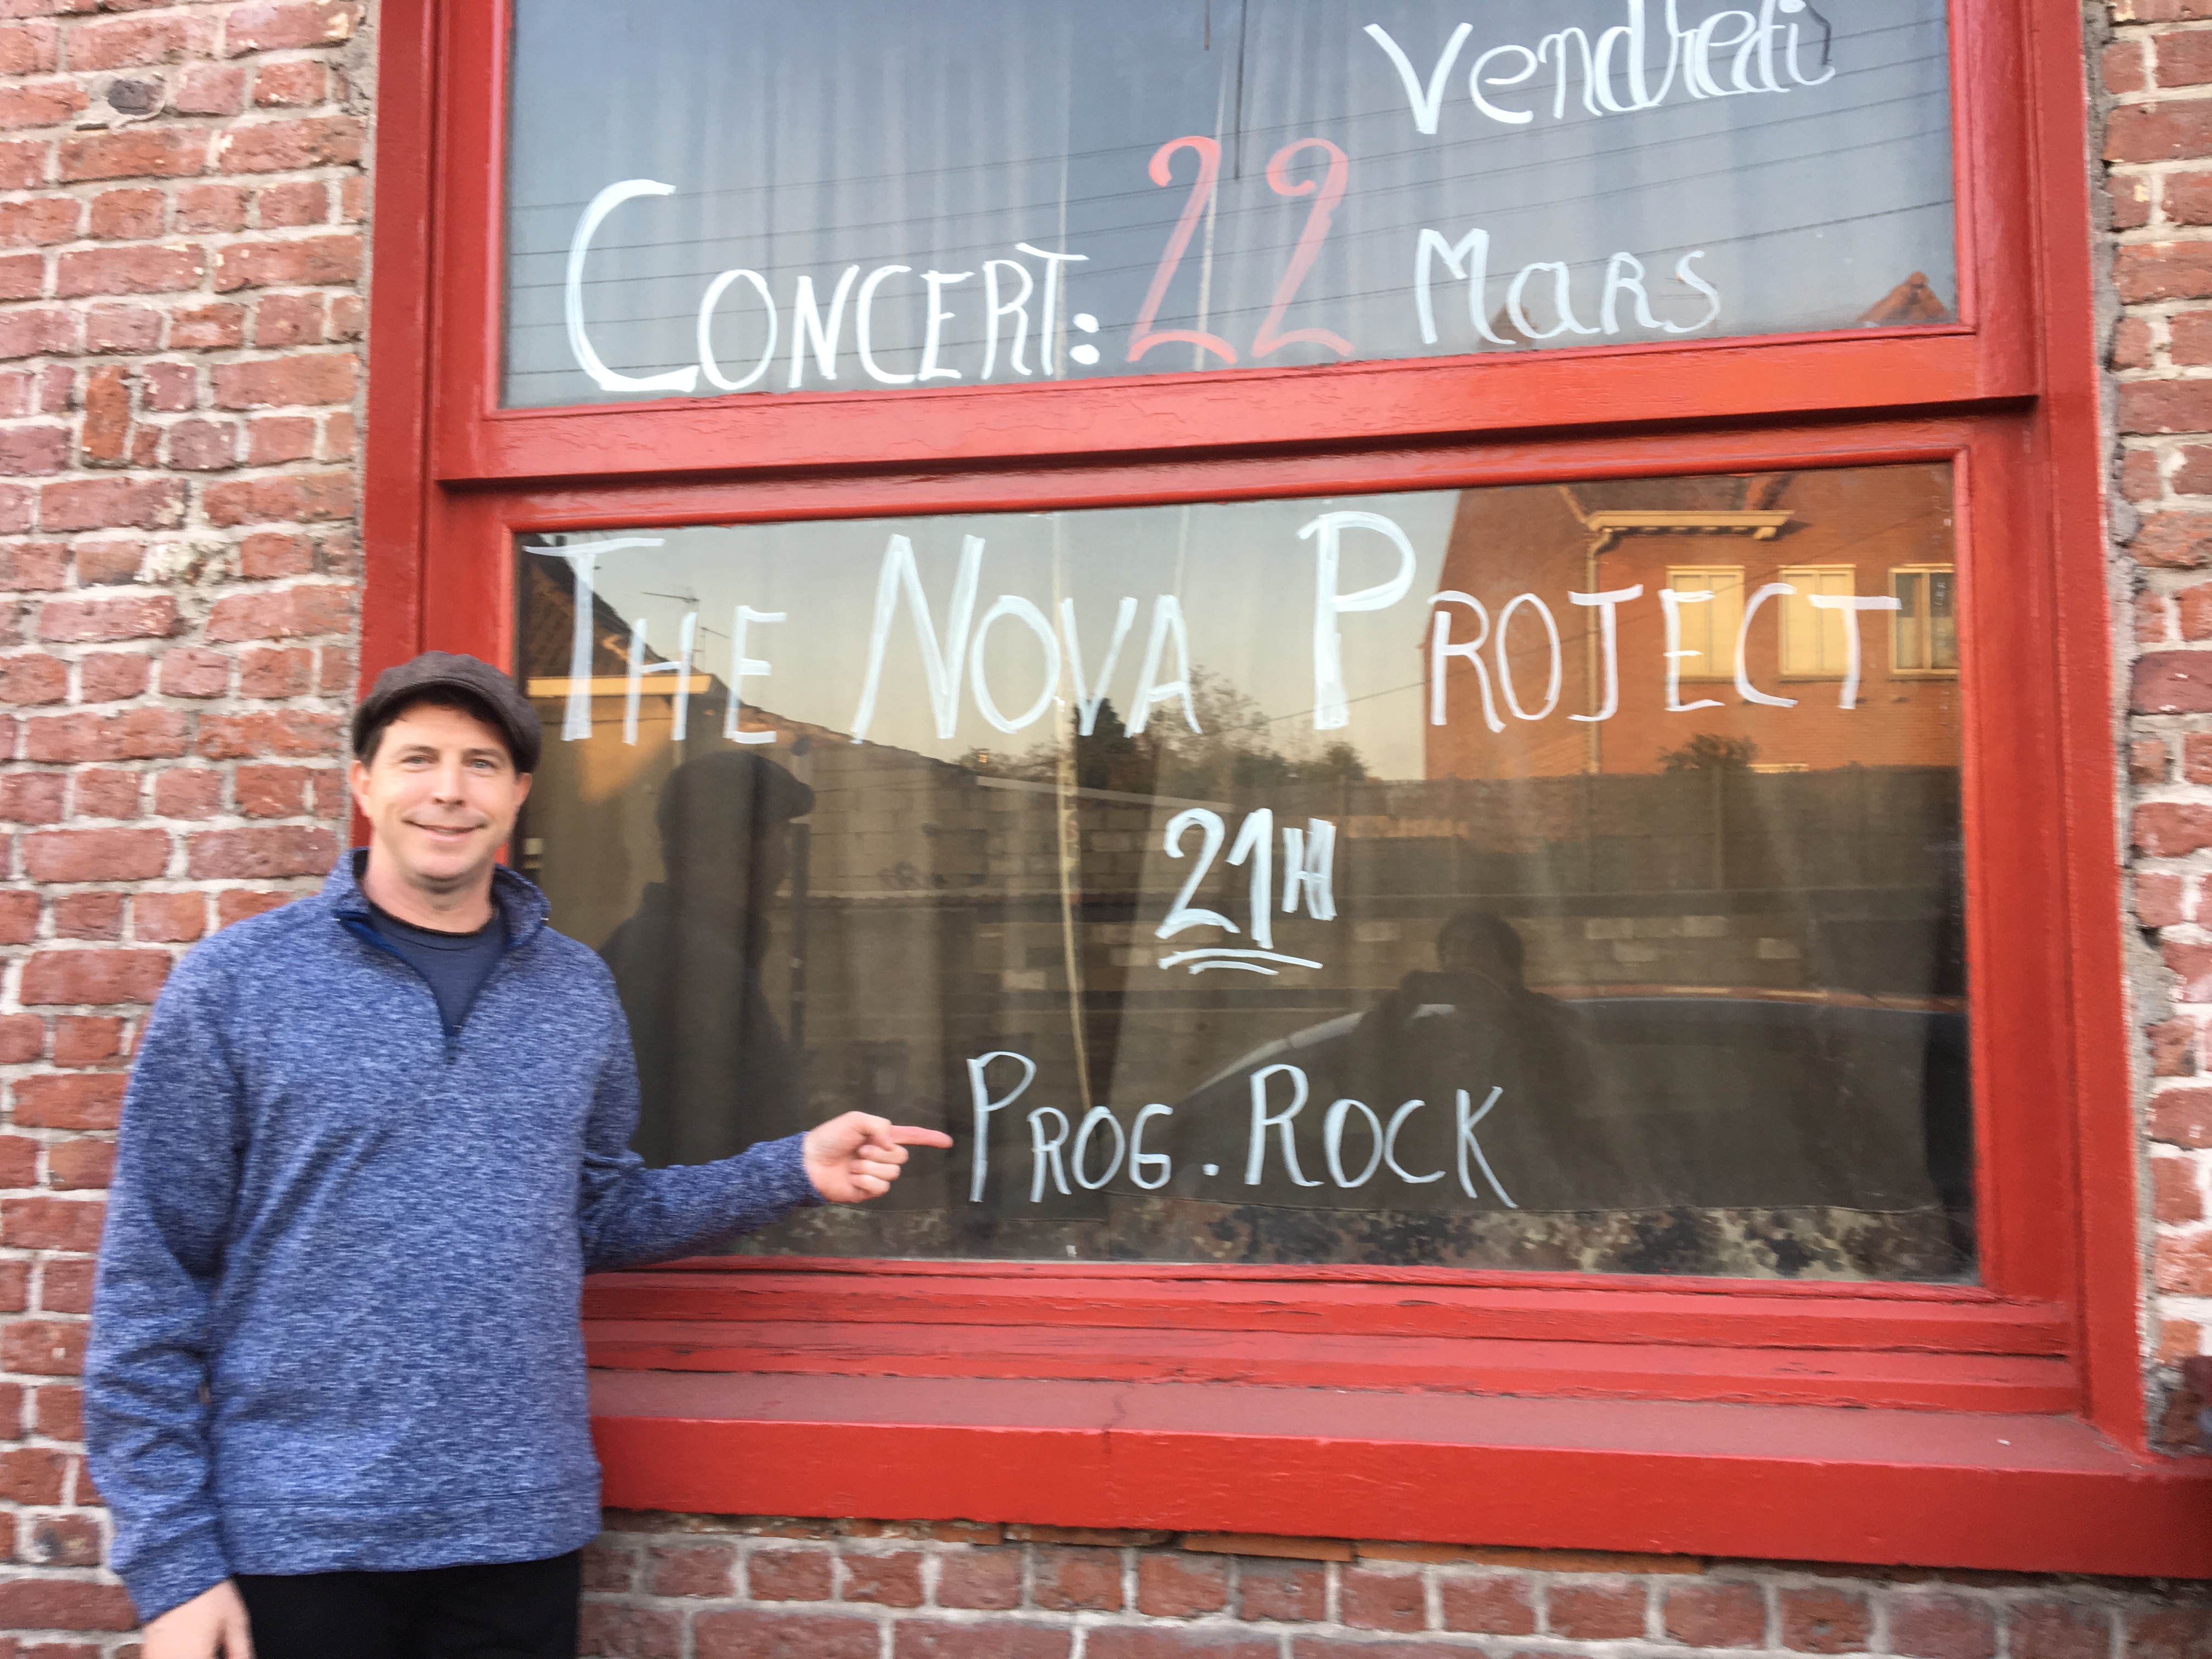 Vendredi
CONCERT: 22 Mars
THE NOVA PROJECT
21H
PROG. ROCK